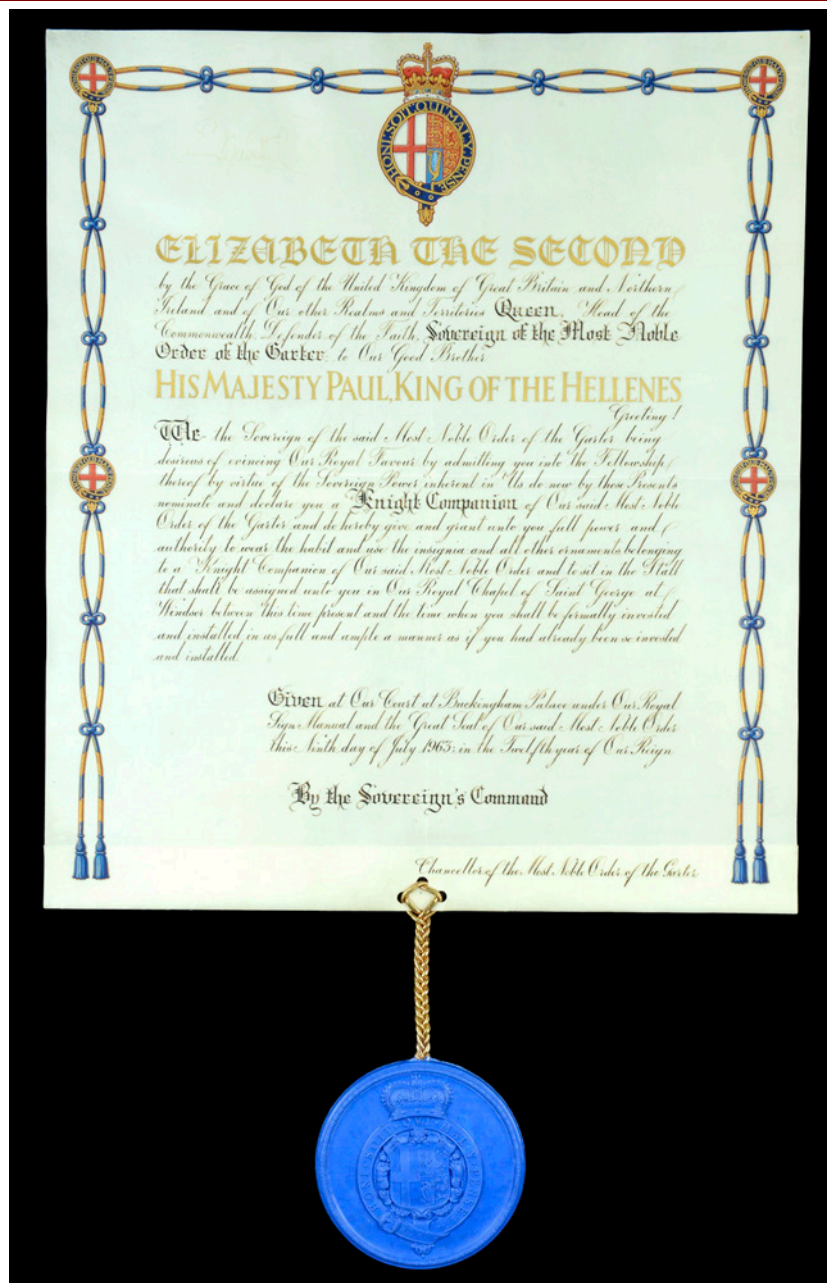 HONI·SOIT·QUI·MAL·Y·PENSE
ELIZABETH THE SECOND
by the Grace of God of the United Kingdom of Great Britain and Northern
Ireland and of Our other Realms and Territories Queen, Head of the
Commonwealth, Defender of the Faith, Sovereign of the Most Noble
Order of the Garter to Our Good Brother
HIS MAJESTY PAUL, KING OF THE HELLENES
Greeting!
We the Sovereign of the said Most Noble Order of the Garter being
desirous of evincing Our Royal Favour by admitting you into the Fellowship
thereof by virtue of the Sovereign Power inherent in Us do now by these Presents
nominate and declare you a Knight Companion of Our said Most Noble
Order of the Garter and do hereby give and grant unto you full power and
authority to wear the habit and use the insignia and all other ornaments belonging
to a Knight Companion of Our said Most Noble Order and to sit in the Stall
that shall be assigned unto you in Our Royal Chapel of Saint George at
Windsor between this time present and the time when you shall be formally invested
and installed in as full and ample a manner as if you had already been so invested
and installed.
Given at Our Court at Buckingham Palace under Our Royal
Sign Manual and the Great Seal of Our said Most Noble Order
this Ninth day of July 1963 in the Twelfth year of Our Reign
By the Sovereign's Command
Chancellor of the Most Noble Order of the Garter
HONI·SOIT·QUI·MAL·Y·PENSE